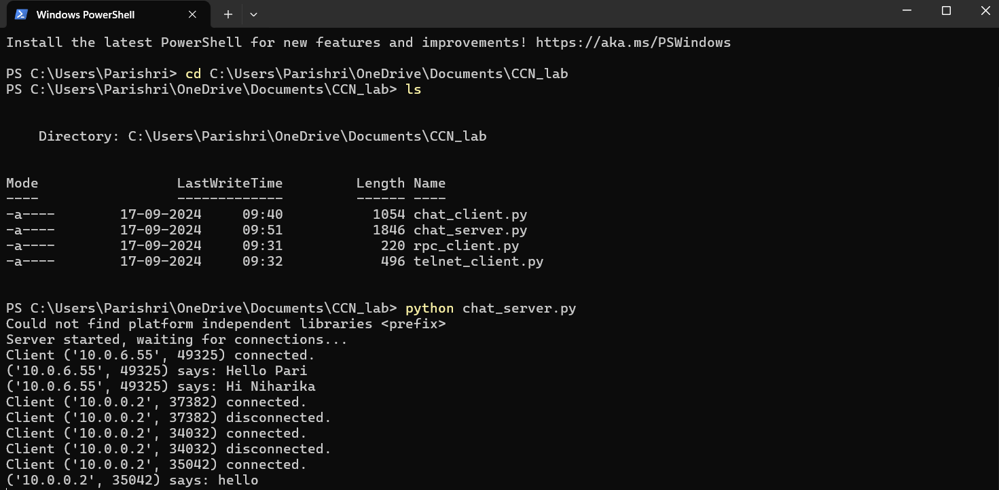 Windows PowerShell
Install the latest PowerShell for new features and improvements! https://aka.ms/PSWindows
PS C:\Users\Parishri> cd C:\Users\Parishri\OneDrive\Documents\CCN_lab
PS C:\Users\Parishri\OneDrive\Documents\CCN_lab> ls
Directory: C:\Users\Parishri\OneDrive\Documents\CCN_lab
Mode                 LastWriteTime         Length Name
----                 -------------         ------ ----
-a----        17-09-2024     09:40           1054 chat_client.py
-a----        17-09-2024     09:51           1846 chat_server.py
-a----        17-09-2024     09:31            220 rpc_client.py
-a----        17-09-2024     09:32            496 telnet_client.py
PS C:\Users\Parishri\OneDrive\Documents\CCN_lab> python chat_server.py
Could not find platform independent libraries <prefix>
Server started, waiting for connections...
Client ('10.0.6.55', 49325) connected.
('10.0.6.55', 49325) says: Hello Pari
('10.0.6.55', 49325) says: Hi Niharika
Client ('10.0.0.2', 37382) connected.
Client ('10.0.0.2', 37382) disconnected.
Client ('10.0.0.2', 34032) connected.
Client ('10.0.0.2', 34032) disconnected.
Client ('10.0.0.2', 35042) connected.
('10.0.0.2', 35042) says: hello